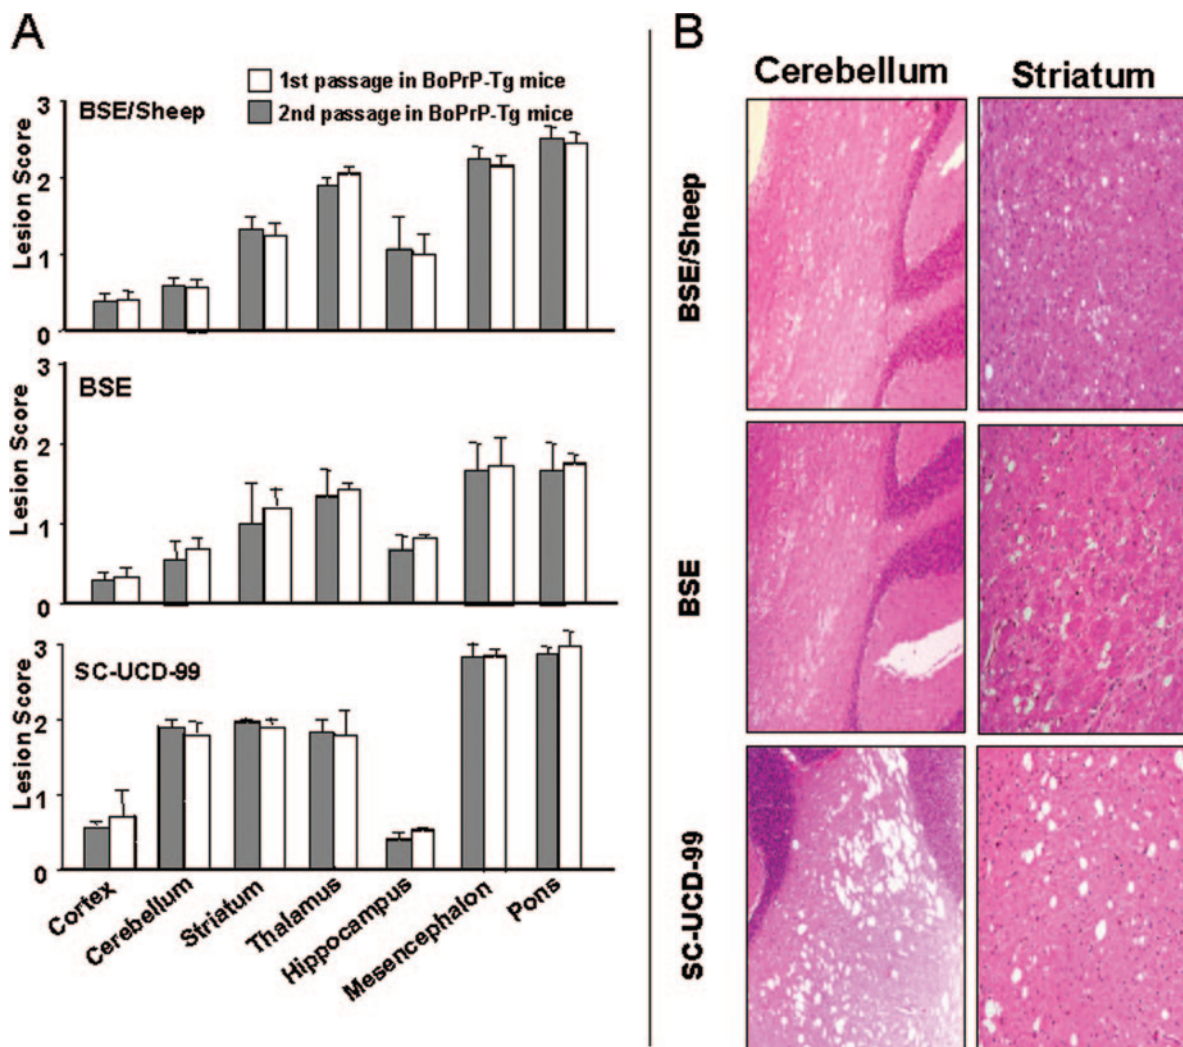 A
1st passage in BoPrP-Tg mice
2nd passage in BoPrP-Tg mice
BSE/Sheep
Lesion Score
3
2
1
0
BSE
Lesion Score
3
2
1
0
SC-UCD-99
Lesion Score
3
2
1
0
Cortex
Cerebellum
Striatum
Thalamus
Hippocampus
Mesencephalon
Pons
B
Cerebellum
Striatum
BSE/Sheep
BSE
SC-UCD-99